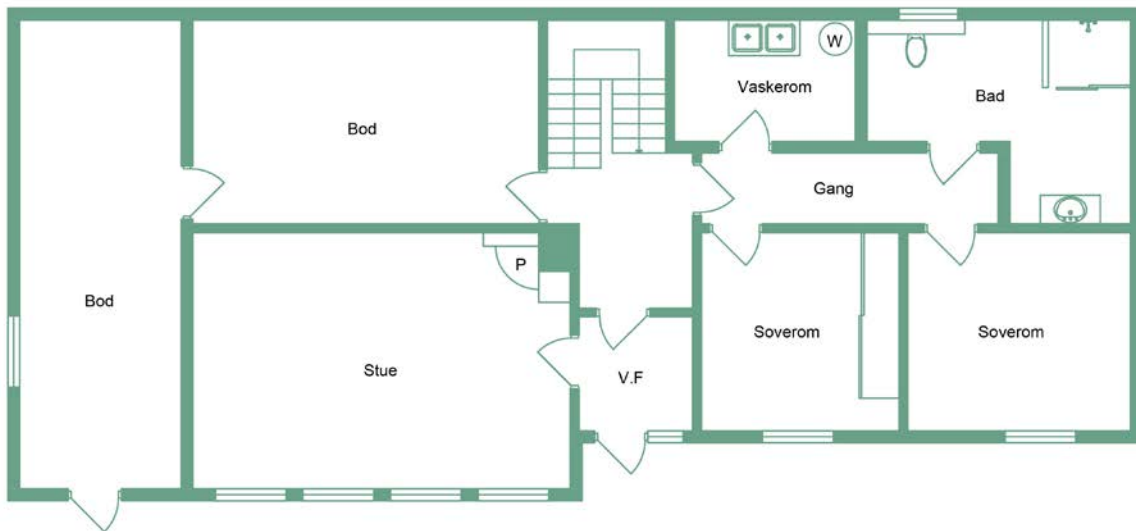 W
Vaskerom
Bad
Bod
Gang
P
Bod
Stue
V.F
Soverom
Soverom